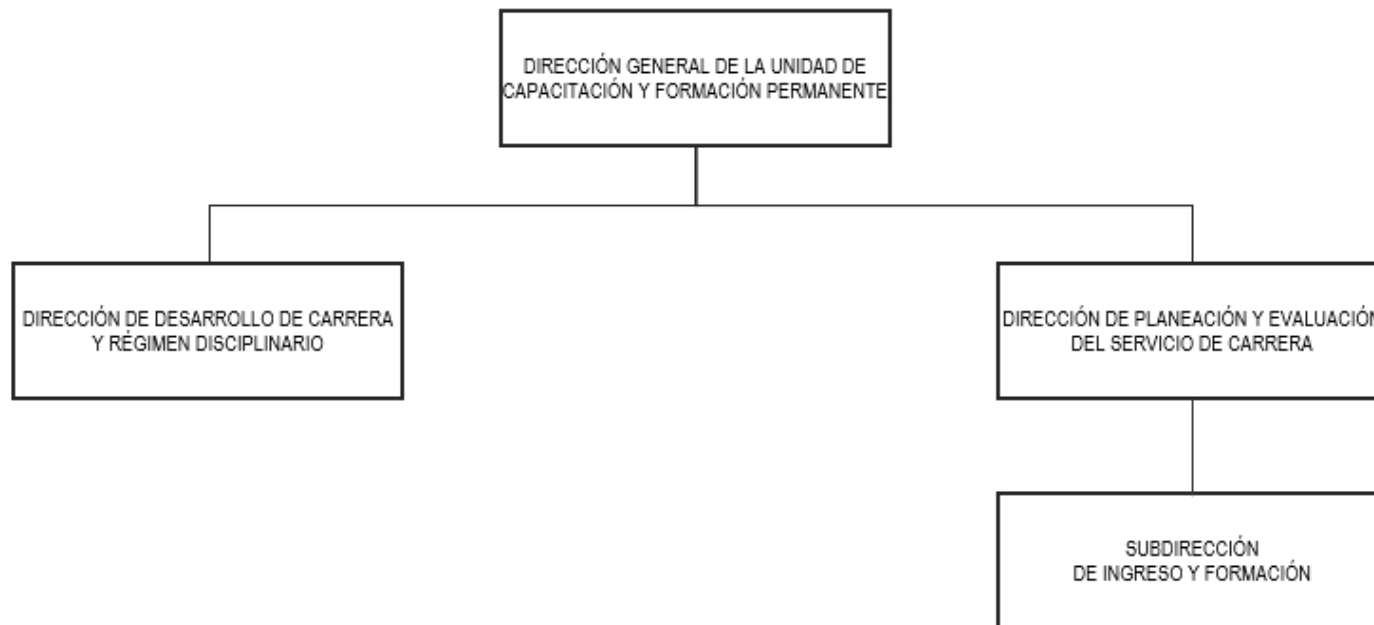 DIRECCIÓN GENERAL DE LA UNIDAD DE
CAPACITACIÓN Y FORMACIÓN PERMANENTE
DIRECCIÓN DE DESARROLLO DE CARRERA
Y RÉGIMEN DISCIPLINARIO
DIRECCIÓN DE PLANEACIÓN Y EVALUACIÓN
DEL SERVICIO DE CARRERA
SUBDIRECCIÓN
DE INGRESO Y FORMACIÓN